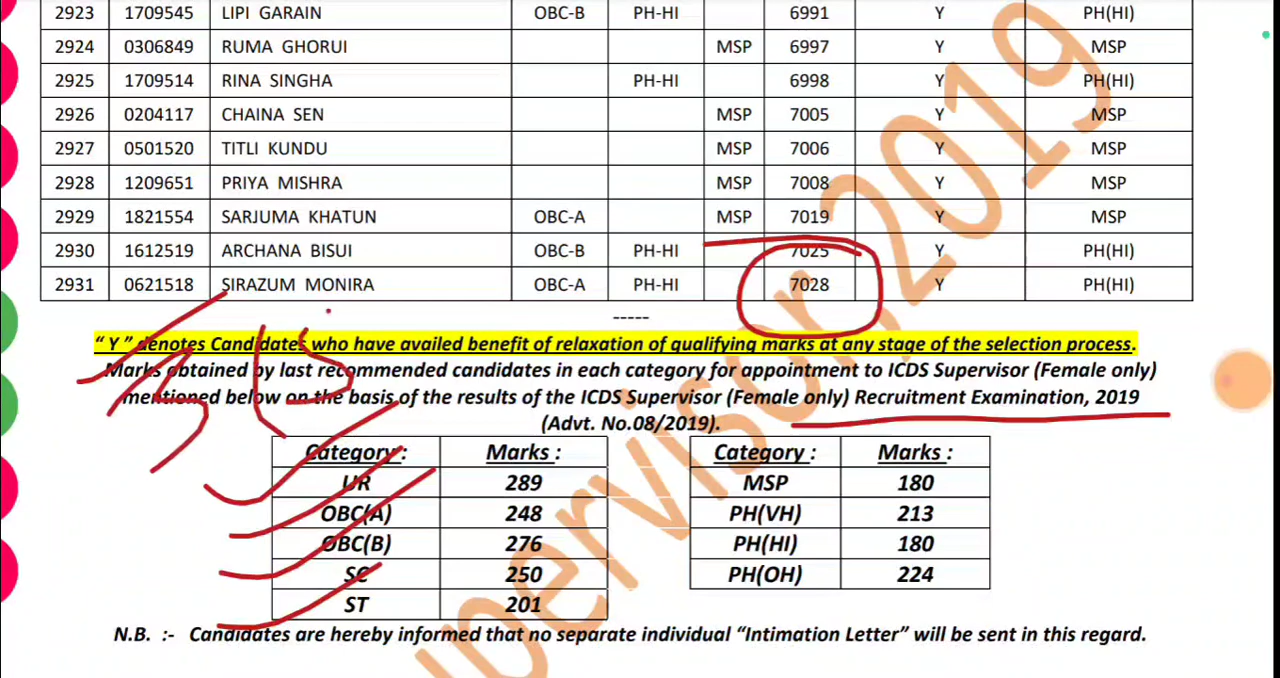 2923 1709545 LIPI GARAIN OBC-B PH-HI 6991 Y PH(HI)
2924 0306849 RUMA GHORUI MSP 6997 Y MSP
2925 1709514 RINA SINGHA PH-HI 6998 Y PH(HI)
2926 0204117 CHAINA SEN MSP 7005 Y MSP
2927 0501520 TITLI KUNDU MSP 7006 Y MSP
2928 1209651 PRIYA MISHRA MSP 7008 Y MSP
2929 1821554 SARJUMA KHATUN OBC-A MSP 7019 Y MSP
2930 1612519 ARCHANA BISUI OBC-B PH-HI 7025 Y PH(HI)
2931 0621518 SIRAZUM MONIRA OBC-A PH-HI 7028 Y PH(HI)
-----
“ Y ” denotes Candidates who have availed benefit of relaxation of qualifying marks at any stage of the selection process.
Marks obtained by last recommended candidates in each category for appointment to ICDS Supervisor (Female only)
mentioned below on the basis of the results of the ICDS Supervisor (Female only) Recruitment Examination, 2019
(Advt. No.08/2019).
Category : Marks : Category : Marks :
UR 289 MSP 180
OBC(A) 248 PH(VH) 213
OBC(B) 276 PH(HI) 180
SC 250 PH(OH) 224
ST 201
N.B. :- Candidates are hereby informed that no separate individual “Intimation Letter” will be sent in this regard.
upervisor,2019